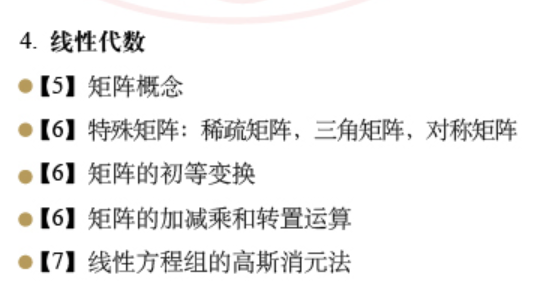 4. 线性代数
【5】矩阵概念
【6】特殊矩阵：稀疏矩阵，三角矩阵，对称矩阵
【6】矩阵的初等变换
【6】矩阵的加减乘和转置运算
【7】线性方程组的高斯消元法